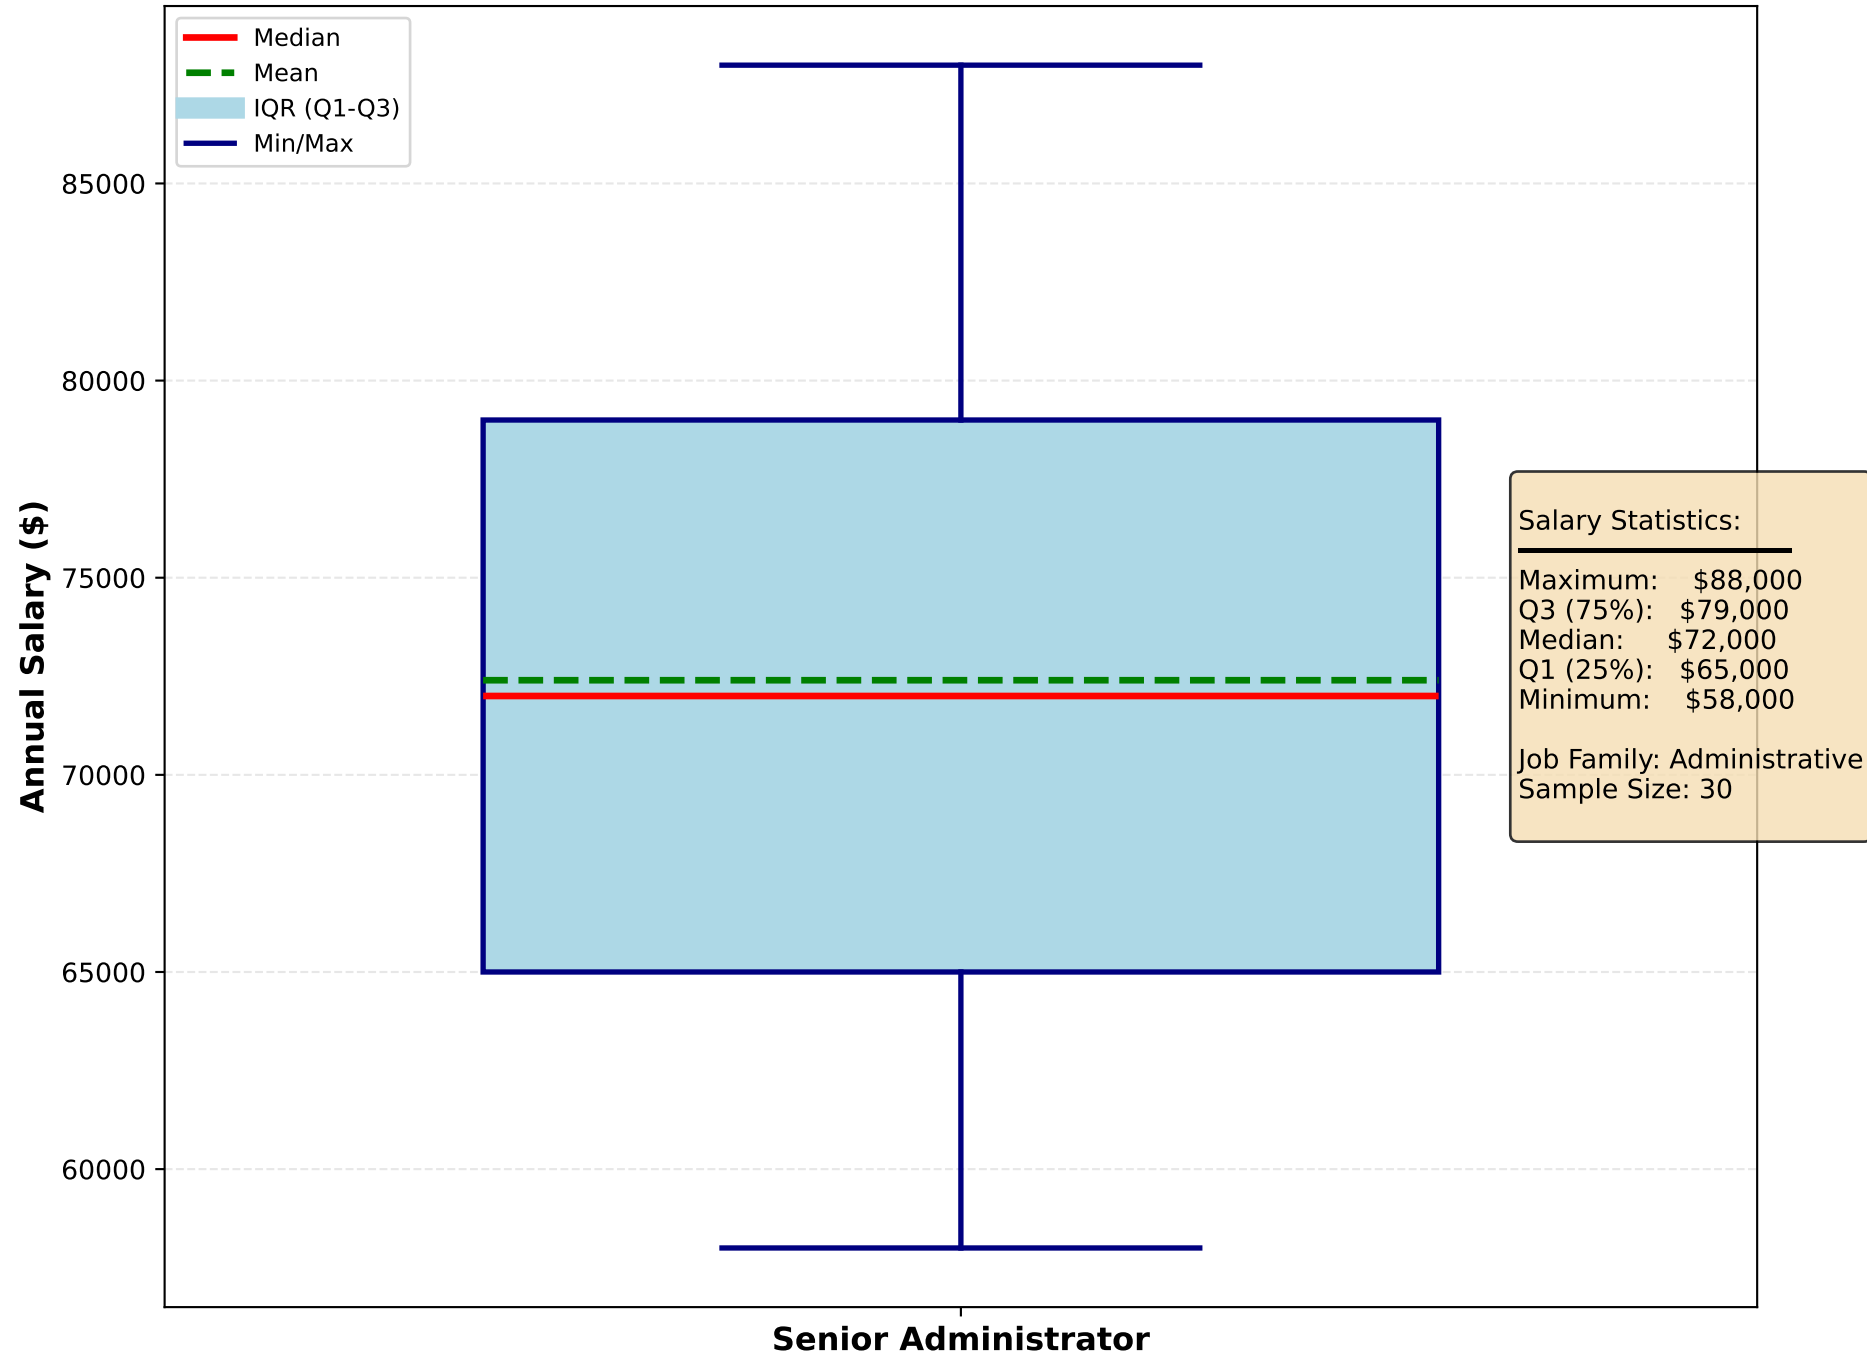 Median
Mean
IQR (Q1-Q3)
Min/Max
85000
80000
75000
70000
65000
60000
Annual Salary ($)
Senior Administrator
Salary Statistics:
Maximum: $88,000
Q3 (75%): $79,000
Median: $72,000
Q1 (25%): $65,000
Minimum: $58,000
Job Family: Administrative
Sample Size: 30